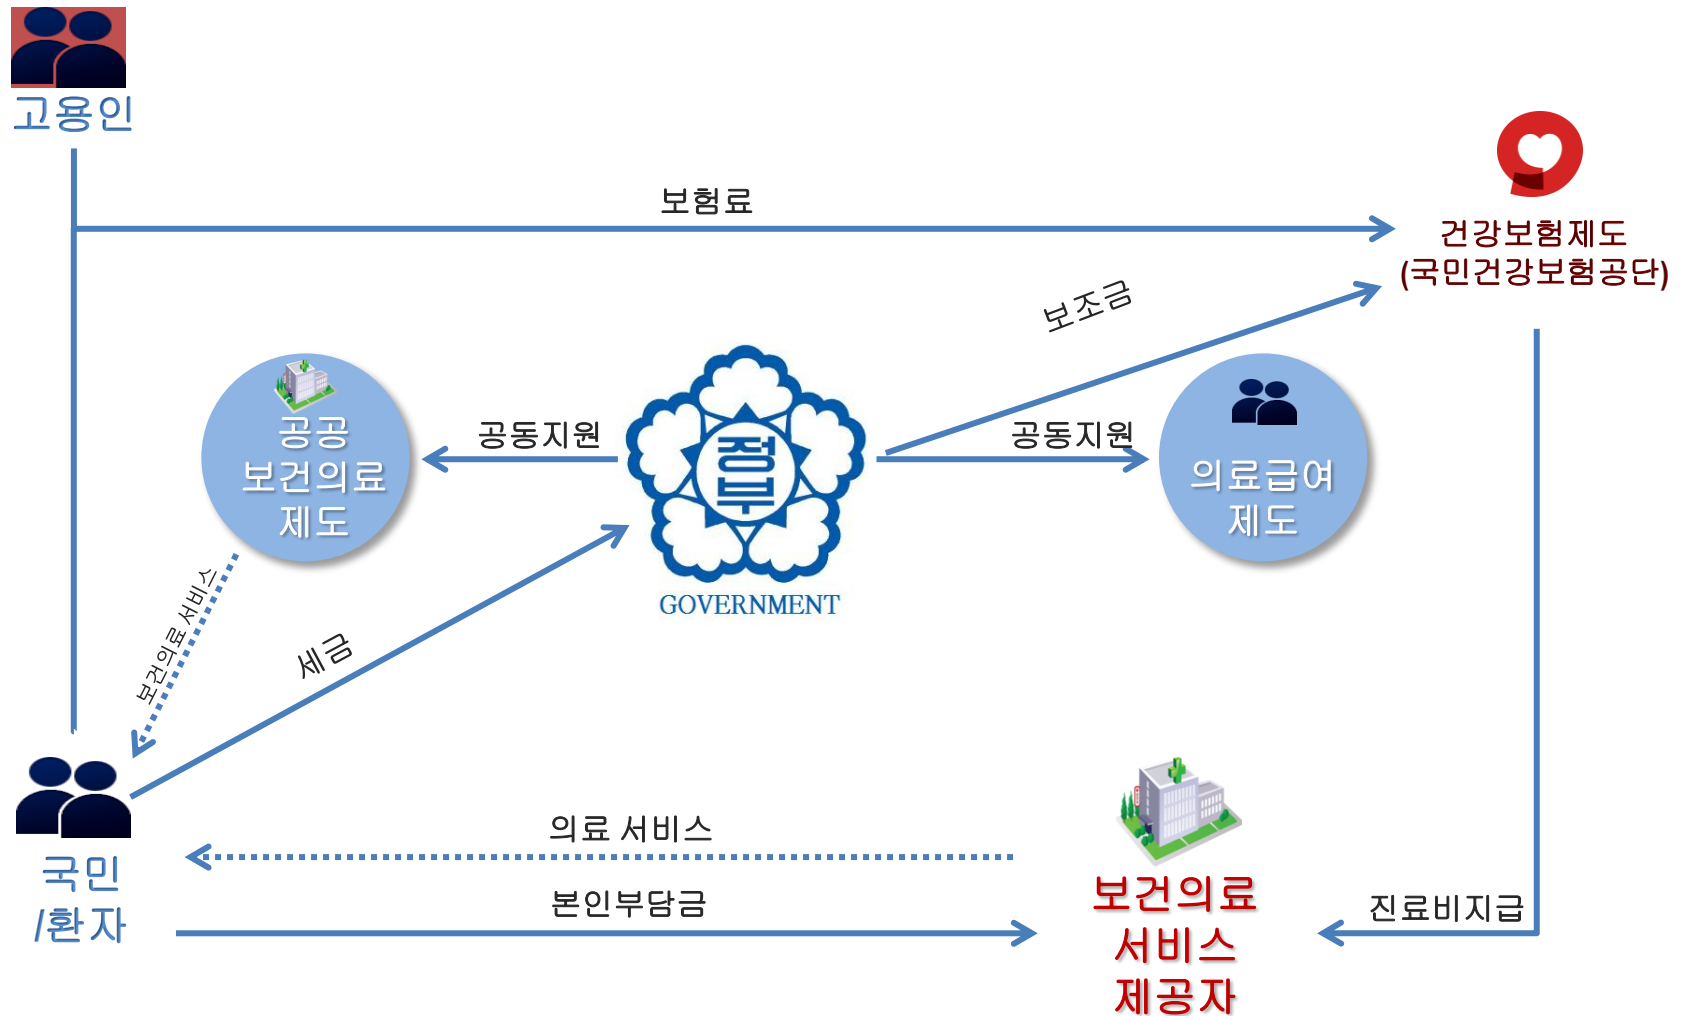 고용인
보험료
건강보험제도
(국민건강보험공단)
보조금
공공
보건의료
제도
공동지원
정부
GOVERNMENT
공동지원
의료급여
제도
보건의료 서비스
세금
의료 서비스
국민
/환자
본인부담금
보건의료
서비스
제공자
진료비지급